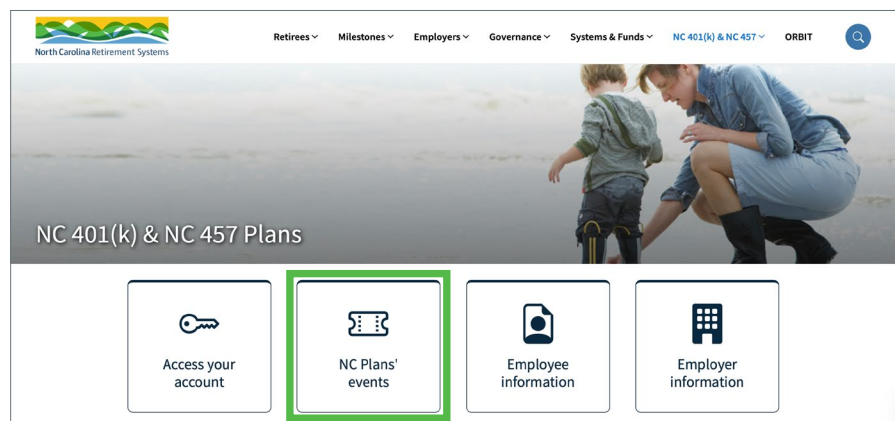 North Carolina Retirement Systems
Retirees Milestones Employers Governance Systems & Funds NC 401(k) & NC 457 ORBIT
NC 401(k) & NC 457 Plans
Access your
account
NC Plans'
events
Employee
information
Employer
information